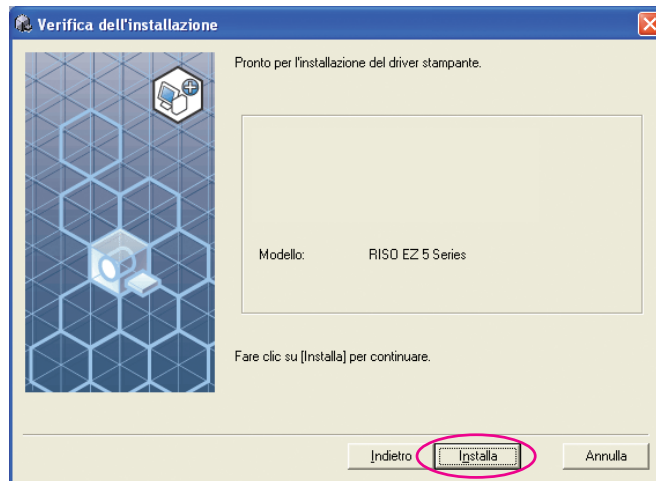 Verifica dell'installazione
Pronto per l'installazione del driver stampante.
Modello: RISO EZ 5 Series
Fare clic su [Installa] per continuare.
Indietro Installa Annulla